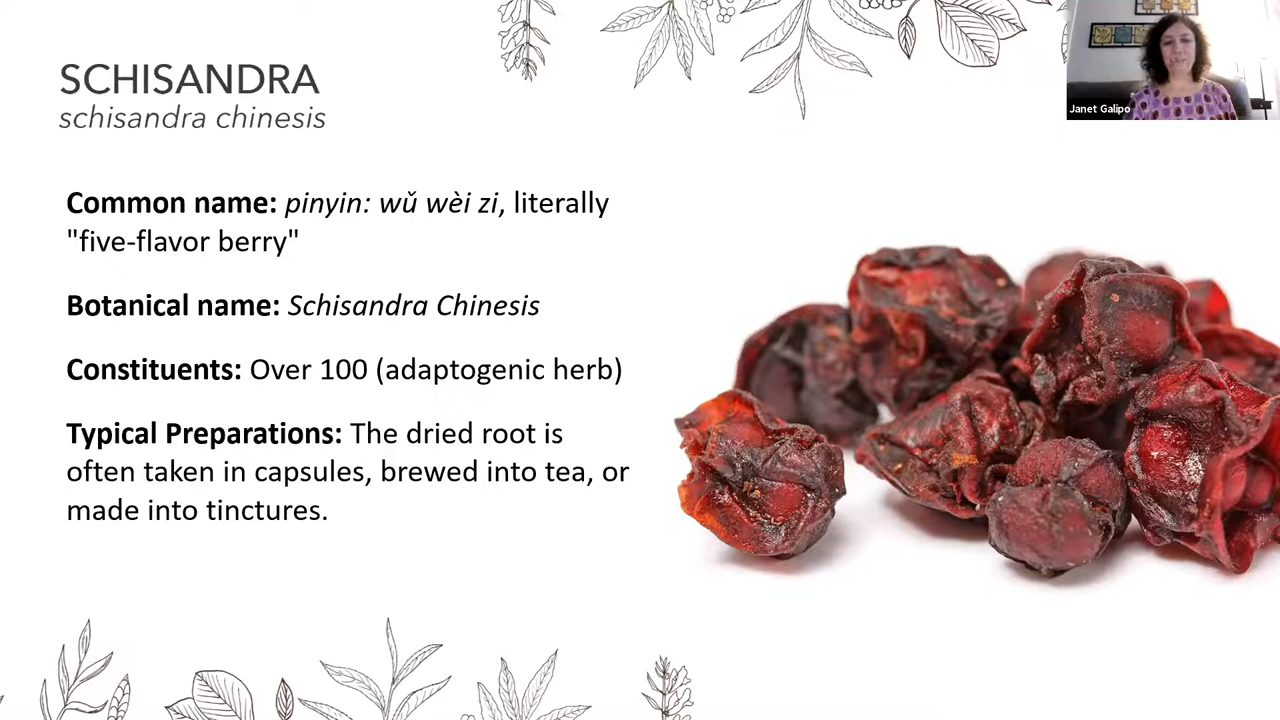 SCHISANDRA
schisandra chinesis
Janet Galipo
Common name: pinyin: wǔ wèi zi, literally
"five-flavor berry"
Botanical name: Schisandra Chinesis
Constituents: Over 100 (adaptogenic herb)
Typical Preparations: The dried root is
often taken in capsules, brewed into tea, or
made into tinctures.